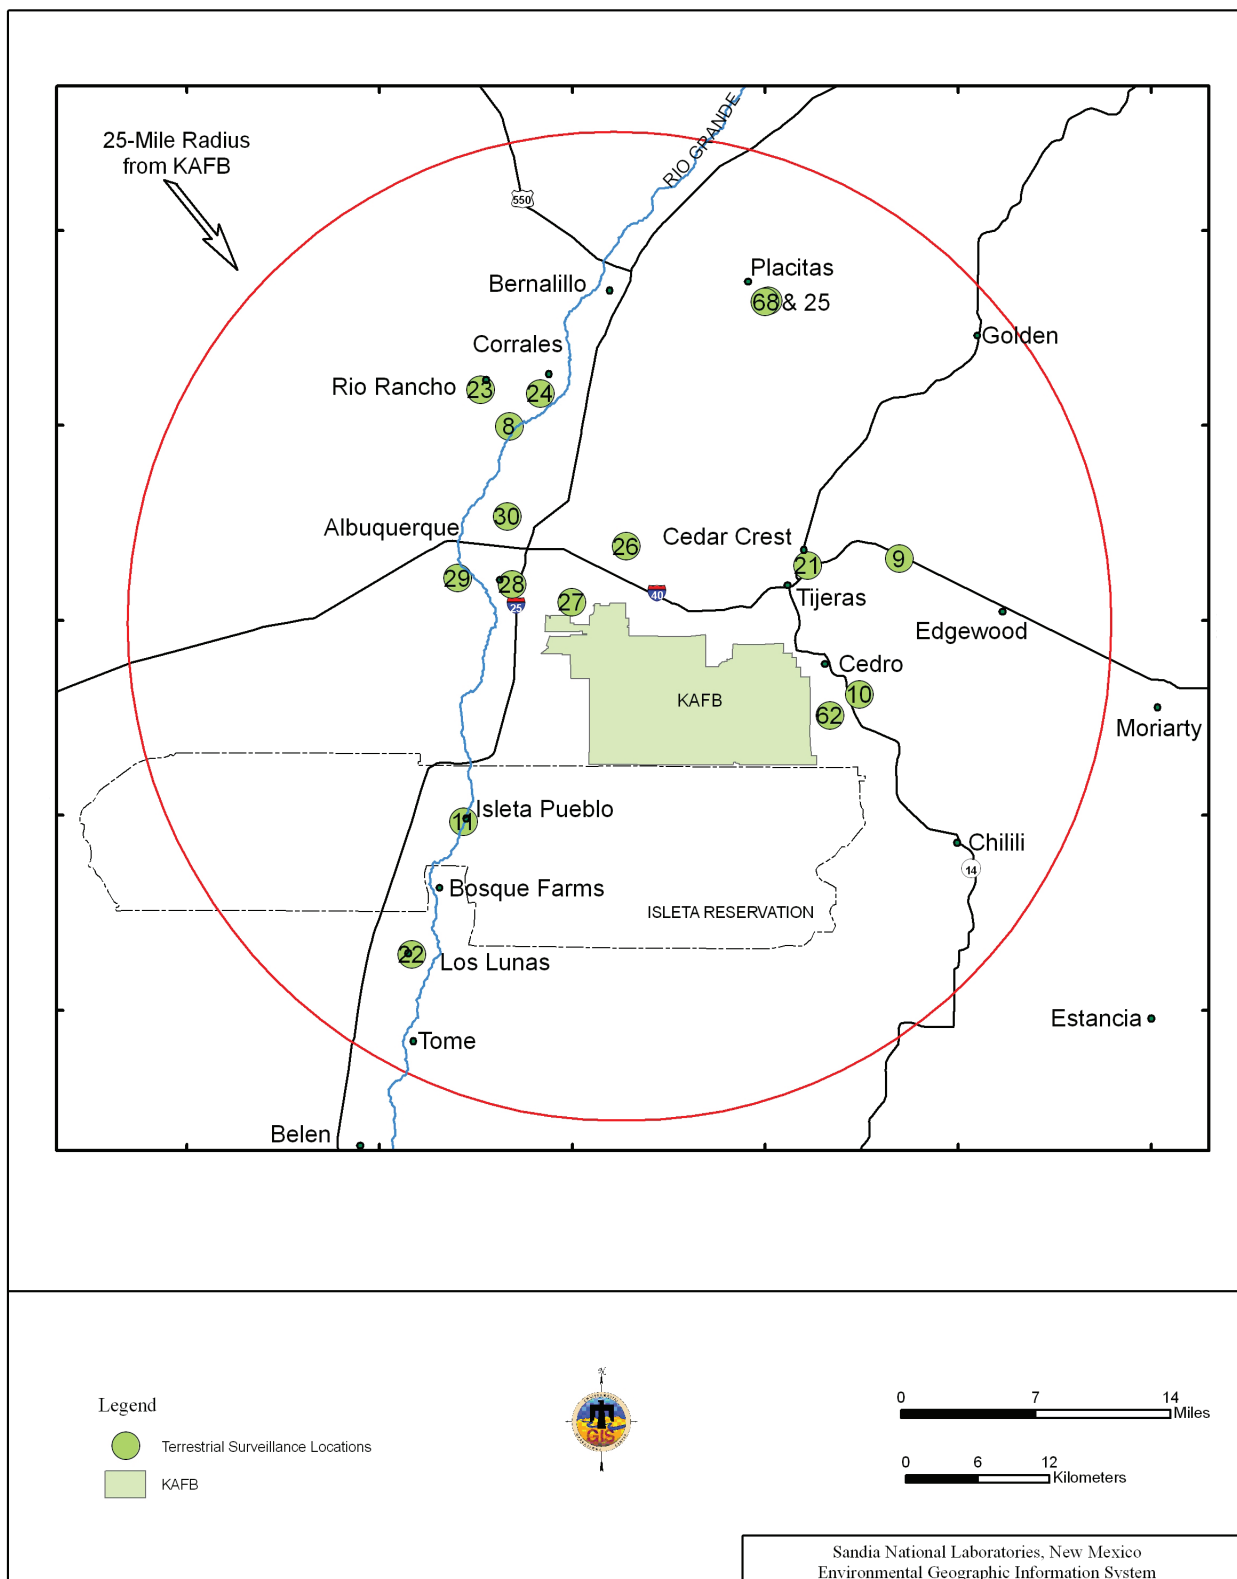 25-Mile Radius
from KAFB
RIO GRANDE
550
Placitas
Bernalillo
68 & 25
Golden
Corrales
Rio Rancho
23
24
8
30
Albuquerque
26
Cedar Crest
9
21
29
28
27
25
40
Tijeras
Edgewood
Cedro
KAFB
10
62
Moriarty
Isleta Pueblo
11
Chilili
14
Bosque Farms
ISLETA RESERVATION
22
Los Lunas
Estancia
Tome
Belen
Legend
Terrestrial Surveillance Locations
KAFB
N
GIS
0 7 14
Miles
0 6 12
Kilometers
Sandia National Laboratories, New Mexico
Environmental Geographic Information System